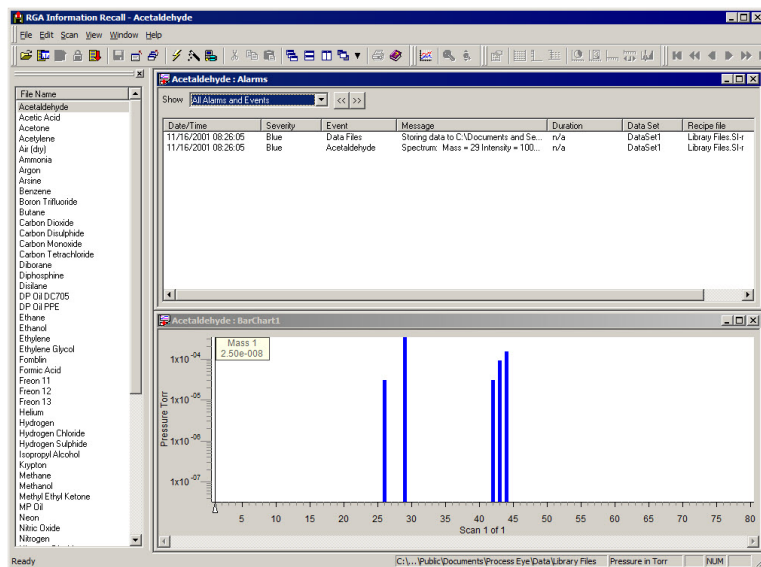 RGA Information Recall - Acetaldehyde
File Edit Scan View Window Help
File Name
Acetaldehyde
Acetic Acid
Acetone
Acetylene
Air (dry)
Ammonia
Argon
Arsine
Benzene
Boron Trifluoride
Butane
Carbon Dioxide
Carbon Disulphide
Carbon Monoxide
Carbon Tetrachloride
Diborane
Diphosphine
Disilane
DP Oil DC705
DP Oil PPE
Ethane
Ethanol
Ethylene
Ethylene Glycol
Fomblin
Formic Acid
Freon 11
Freon 12
Freon 13
Helium
Hydrogen
Hydrogen Chloride
Hydrogen Sulphide
Isopropyl Alcohol
Krypton
Methane
Methanol
Methyl Ethyl Ketone
MP Oil
Neon
Nitric Oxide
Nitrogen
Acetaldehyde : Alarms
Show All Alarms and Events << >>
Date/Time Severity Event Message Duration Data Set Recipe file
11/16/2001 08:26:05 Blue Data Files Storing data to C:\Documents and Se... n/a DataSet1 Library Files.SI-r
11/16/2001 08:26:05 Blue Acetaldehyde Spectrum: Mass = 29 Intensity = 100... n/a DataSet1 Library Files.SI-r
Acetaldehyde : BarChart1
Mass 1
2.50e-008
1x10 -04
1x10 -05
1x10 -06
1x10 -07
Pressure Torr
5 10 15 20 25 30 35 40 45 50 55 60 65 70 75 80
Scan 1 of 1
Ready C:\...\Public\Documents\Process Eye\Data\Library Files Pressure in Torr NUM